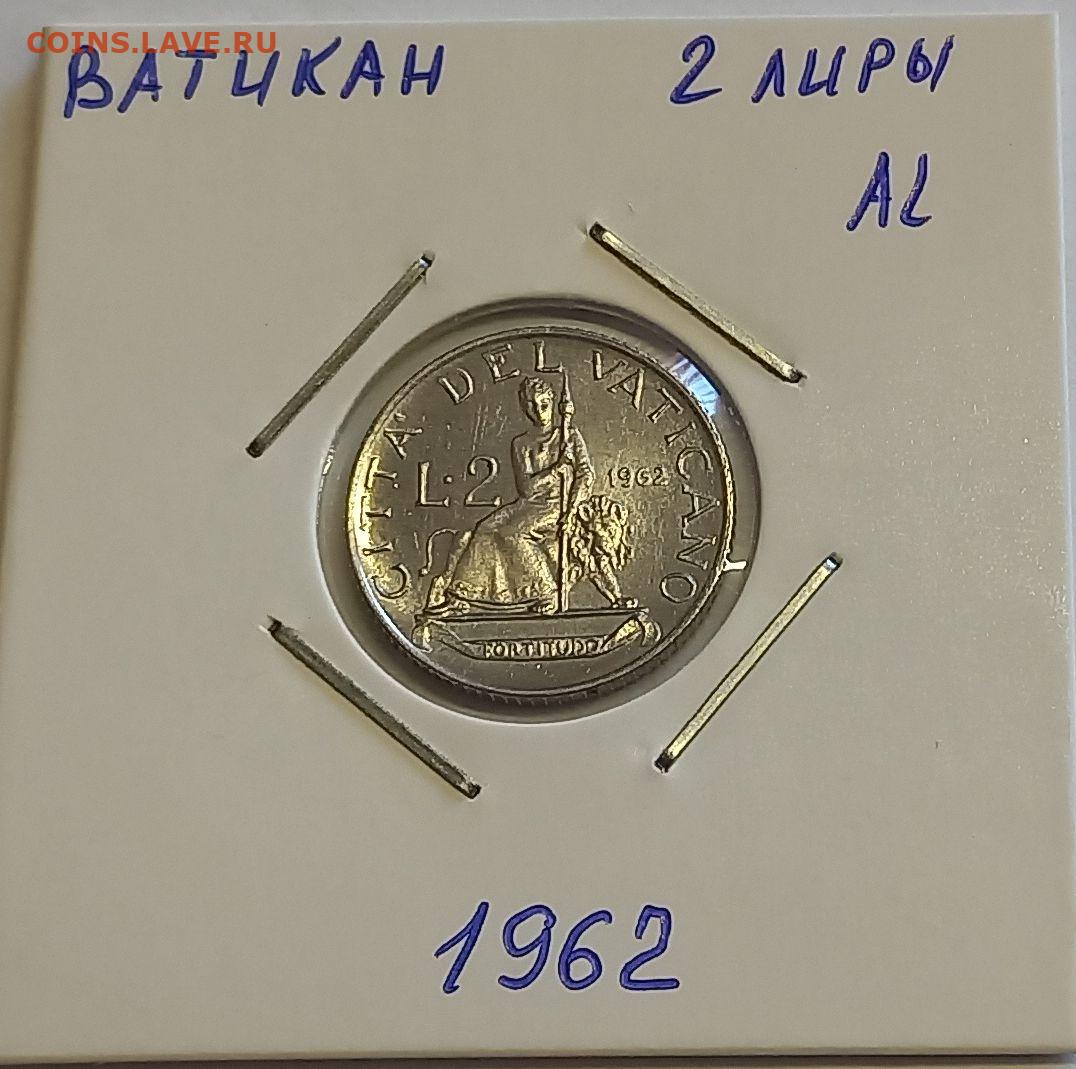 COINS.LAVE.RU
ВАТИКАН 2 ЛИРЫ
AL
CITTA' DEL VATICANO
L·2 1962
FORTITUDO
1962